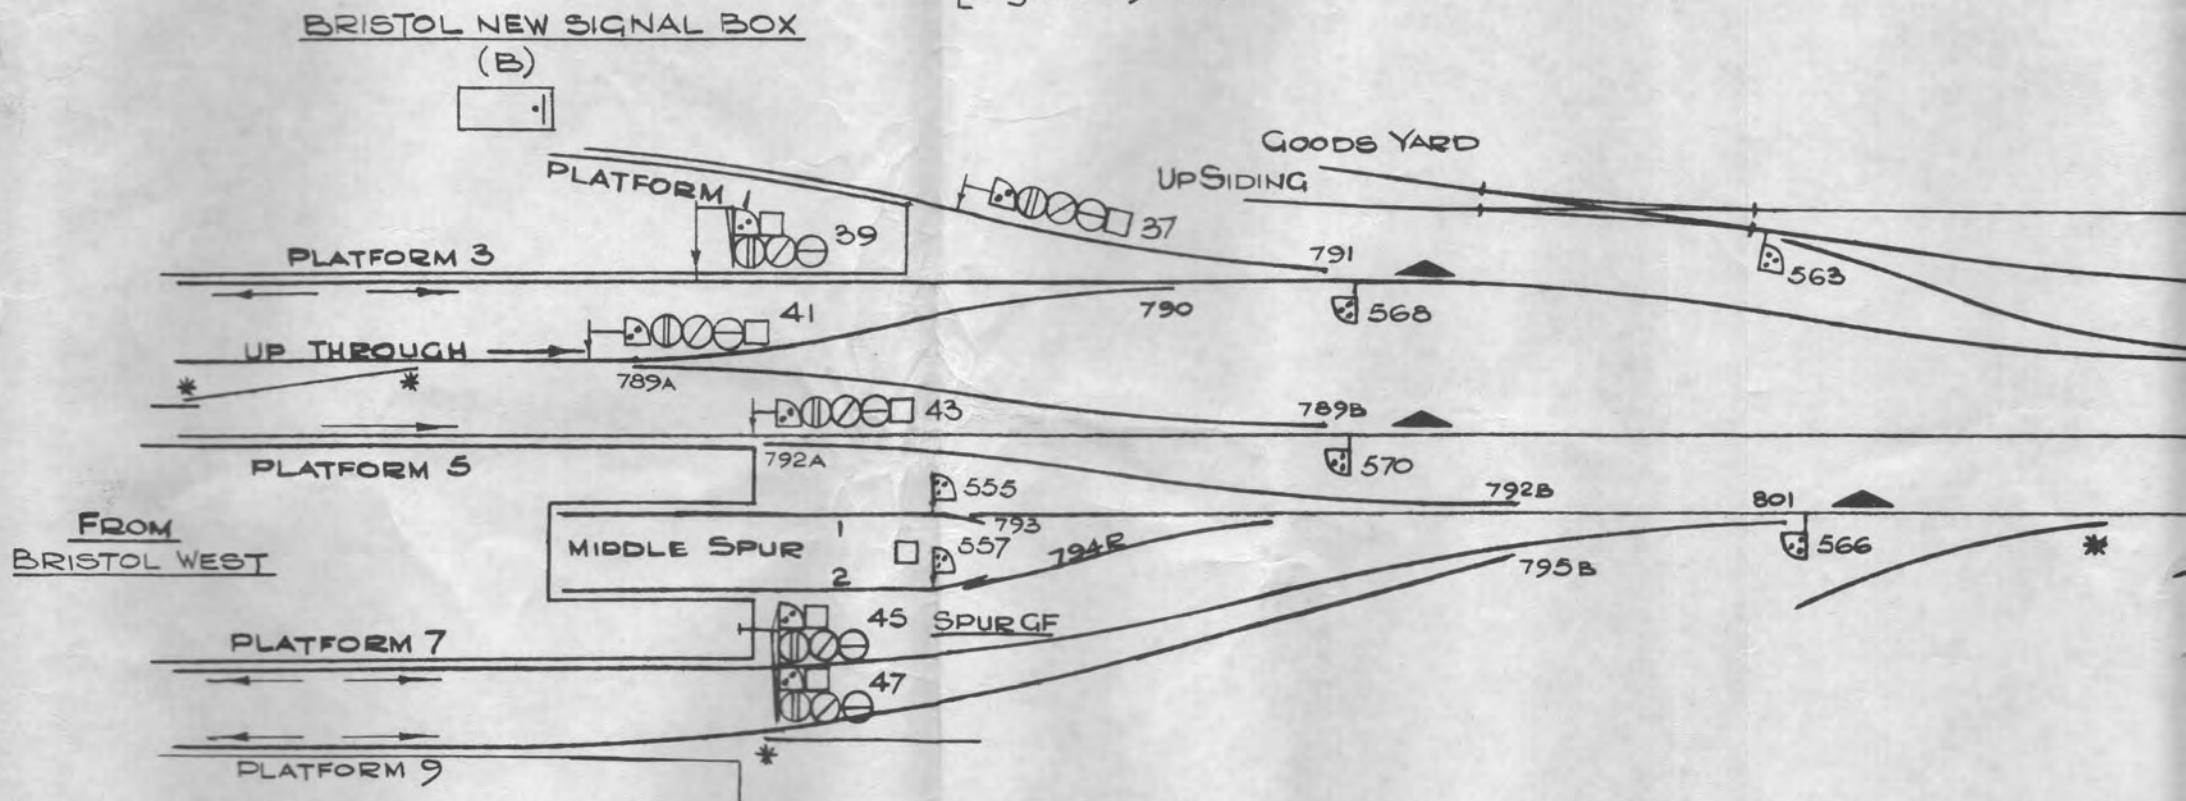 BRISTOL NEW SIGNAL BOX
(B)
GOODS YARD
UP SIDING
PLATFORM 1
37
39
PLATFORM 3
791
563
568
790
41
UP THROUGH
789A
43
789B
PLATFORM 5
792A
570
555
792B
801
FROM
BRISTOL WEST
1
793
MIDDLE SPUR
557
794R
566
2
795B
45
SPUR GF
PLATFORM 7
47
PLATFORM 9